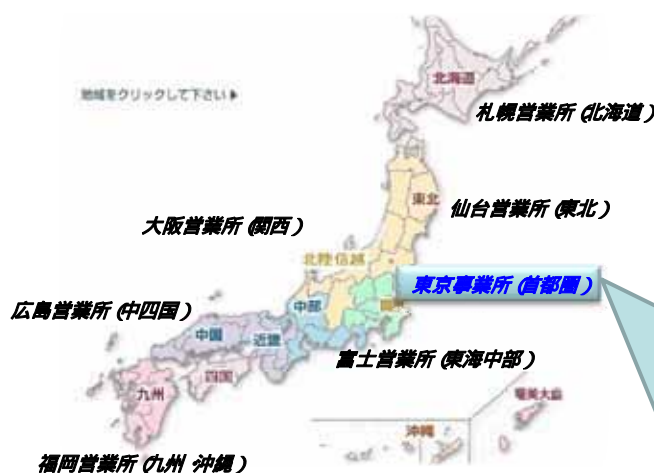 北海道
地域をクリックして下さい▶
札幌営業所(北海道)
東北
仙台営業所(東北)
大阪営業所(関西)
北陸信越
東京事業所(首都圏)
中部
広島営業所(中四国)
中国
近畿
富士営業所(東海中部)
四国
九州
奄美大島
沖縄
福岡営業所(九州・沖縄)